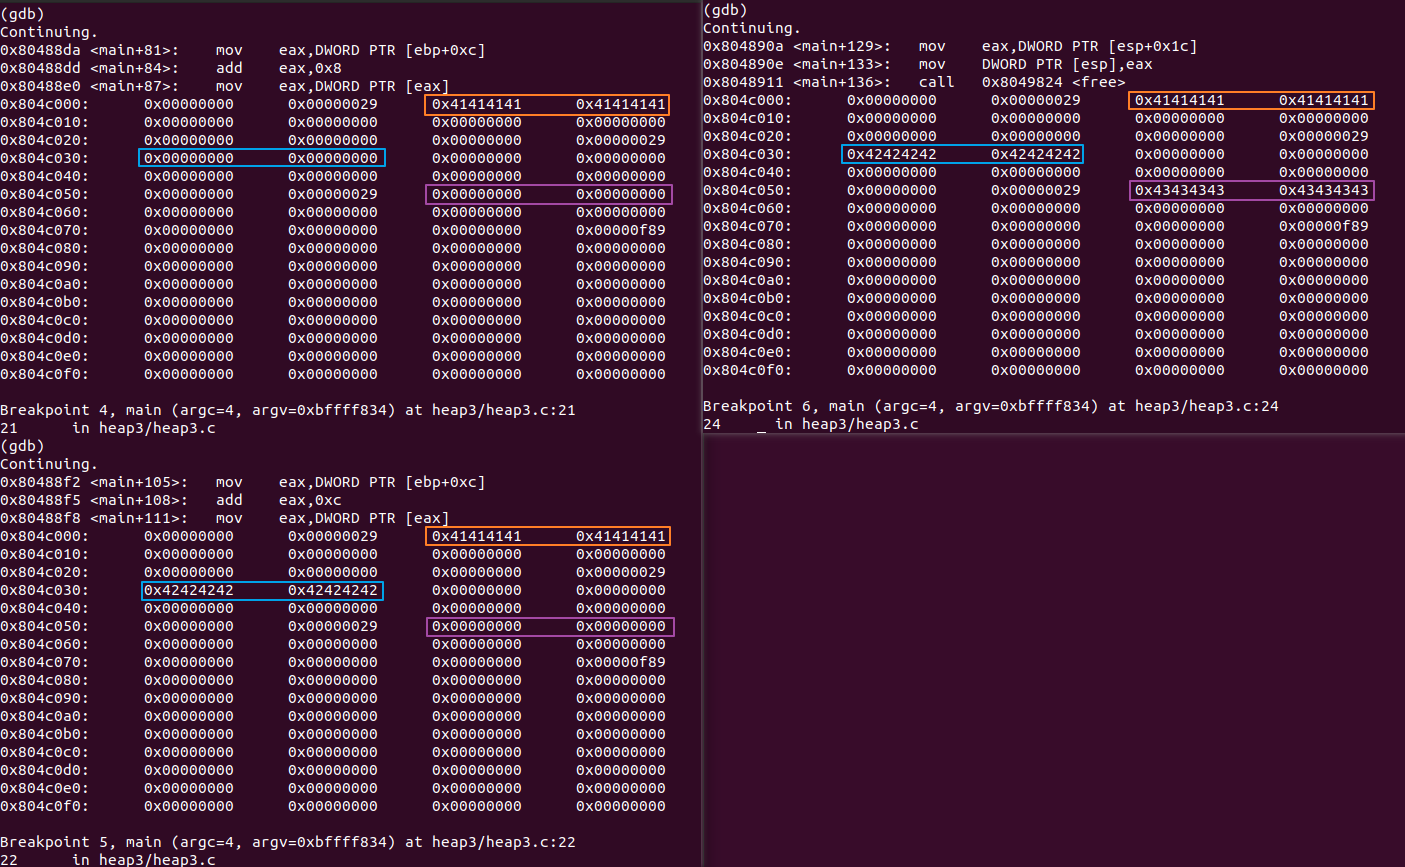 (gdb)
Continuing.
0x80488da <main+81>:   mov    eax,DWORD PTR [ebp+0xc]
0x80488dd <main+84>:   add    eax,0x8
0x80488e0 <main+87>:   mov    eax,DWORD PTR [eax]
0x804c000:      0x00000000      0x00000029      0x41414141      0x41414141
0x804c010:      0x00000000      0x00000000      0x00000000      0x00000000
0x804c020:      0x00000000      0x00000000      0x00000000      0x00000029
0x804c030:      0x00000000      0x00000000      0x00000000      0x00000000
0x804c040:      0x00000000      0x00000000      0x00000000      0x00000000
0x804c050:      0x00000000      0x00000029      0x00000000      0x00000000
0x804c060:      0x00000000      0x00000000      0x00000000      0x00000000
0x804c070:      0x00000000      0x00000000      0x00000000      0x00000f89
0x804c080:      0x00000000      0x00000000      0x00000000      0x00000000
0x804c090:      0x00000000      0x00000000      0x00000000      0x00000000
0x804c0a0:      0x00000000      0x00000000      0x00000000      0x00000000
0x804c0b0:      0x00000000      0x00000000      0x00000000      0x00000000
0x804c0c0:      0x00000000      0x00000000      0x00000000      0x00000000
0x804c0d0:      0x00000000      0x00000000      0x00000000      0x00000000
0x804c0e0:      0x00000000      0x00000000      0x00000000      0x00000000
0x804c0f0:      0x00000000      0x00000000      0x00000000      0x00000000
Breakpoint 4, main (argc=4, argv=0xbffff834) at heap3/heap3.c:21
21      in heap3/heap3.c
(gdb)
Continuing.
0x80488f2 <main+105>:   mov    eax,DWORD PTR [ebp+0xc]
0x80488f5 <main+108>:   add    eax,0xc
0x80488f8 <main+111>:   mov    eax,DWORD PTR [eax]
0x804c000:      0x00000000      0x00000029      0x41414141      0x41414141
0x804c010:      0x00000000      0x00000000      0x00000000      0x00000000
0x804c020:      0x00000000      0x00000000      0x00000000      0x00000029
0x804c030:      0x42424242      0x42424242      0x00000000      0x00000000
0x804c040:      0x00000000      0x00000000      0x00000000      0x00000000
0x804c050:      0x00000000      0x00000029      0x00000000      0x00000000
0x804c060:      0x00000000      0x00000000      0x00000000      0x00000000
0x804c070:      0x00000000      0x00000000      0x00000000      0x00000f89
0x804c080:      0x00000000      0x00000000      0x00000000      0x00000000
0x804c090:      0x00000000      0x00000000      0x00000000      0x00000000
0x804c0a0:      0x00000000      0x00000000      0x00000000      0x00000000
0x804c0b0:      0x00000000      0x00000000      0x00000000      0x00000000
0x804c0c0:      0x00000000      0x00000000      0x00000000      0x00000000
0x804c0d0:      0x00000000      0x00000000      0x00000000      0x00000000
0x804c0e0:      0x00000000      0x00000000      0x00000000      0x00000000
0x804c0f0:      0x00000000      0x00000000      0x00000000      0x00000000
Breakpoint 5, main (argc=4, argv=0xbffff834) at heap3/heap3.c:22
22      in heap3/heap3.c
(gdb)
Continuing.
0x804890a <main+129>:   mov    eax,DWORD PTR [esp+0x1c]
0x804890e <main+133>:   mov    DWORD PTR [esp],eax
0x8048911 <main+136>:   call   0x8049824 <free>
0x804c000:      0x00000000      0x00000029      0x41414141      0x41414141
0x804c010:      0x00000000      0x00000000      0x00000000      0x00000000
0x804c020:      0x00000000      0x00000000      0x00000000      0x00000029
0x804c030:      0x42424242      0x42424242      0x00000000      0x00000000
0x804c040:      0x00000000      0x00000000      0x00000000      0x00000000
0x804c050:      0x00000000      0x00000029      0x43434343      0x43434343
0x804c060:      0x00000000      0x00000000      0x00000000      0x00000000
0x804c070:      0x00000000      0x00000000      0x00000000      0x00000f89
0x804c080:      0x00000000      0x00000000      0x00000000      0x00000000
0x804c090:      0x00000000      0x00000000      0x00000000      0x00000000
0x804c0a0:      0x00000000      0x00000000      0x00000000      0x00000000
0x804c0b0:      0x00000000      0x00000000      0x00000000      0x00000000
0x804c0c0:      0x00000000      0x00000000      0x00000000      0x00000000
0x804c0d0:      0x00000000      0x00000000      0x00000000      0x00000000
0x804c0e0:      0x00000000      0x00000000      0x00000000      0x00000000
0x804c0f0:      0x00000000      0x00000000      0x00000000      0x00000000
Breakpoint 6, main (argc=4, argv=0xbffff834) at heap3/heap3.c:24
24    _ in heap3/heap3.c